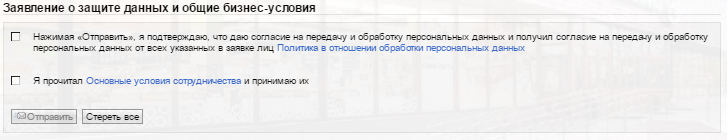 Заявление о защите данных и общие бизнес-условия
Нажимая «Отправить», я подтверждаю, что даю согласие на передачу и обработку персональных данных и получил согласие на передачу и обработку
персональных данных от всех указанных в заявке лиц Политика в отношении обработки персональных данных
Я прочитал Основные условия сотрудничества и принимаю их
Отправить Стереть все